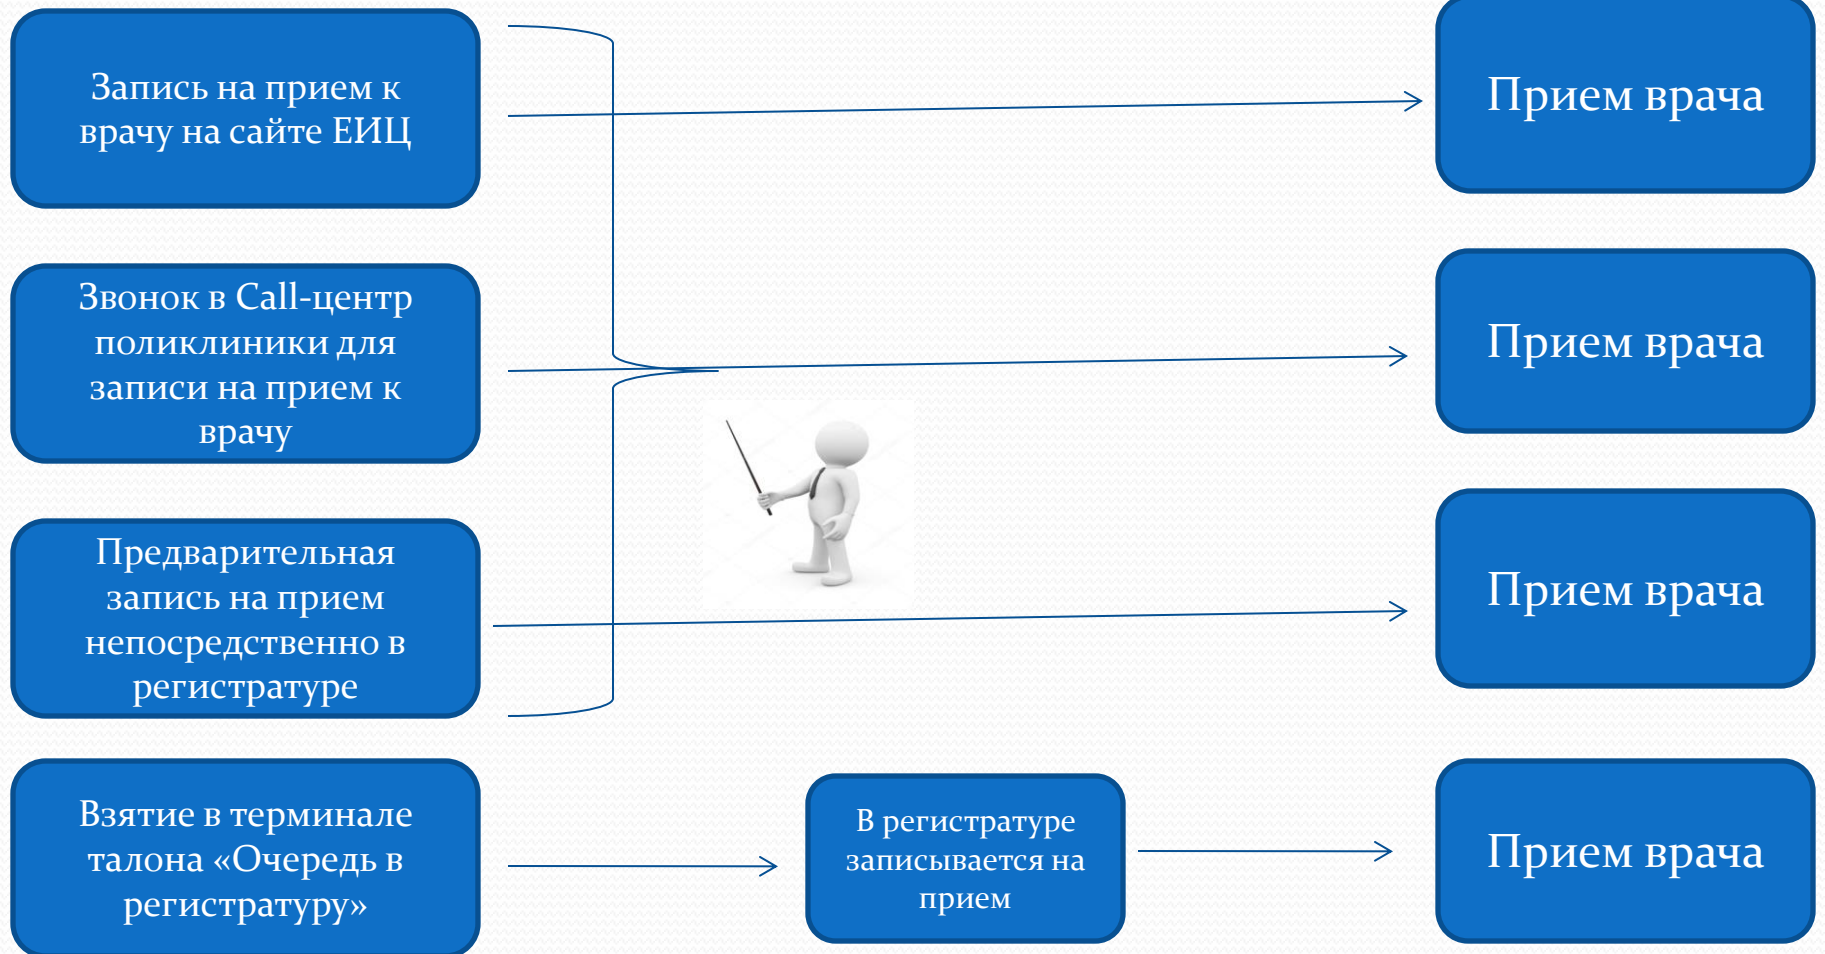 Запись на прием к
врачу на сайте ЕИЦ
Прием врача
Звонок в Call-центр
поликлиники для
записи на прием к
врачу
Прием врача
Предварительная
запись на прием
непосредственно в
регистратуре
Прием врача
Взятие в терминале
талона «Очередь в
регистратуру»
В регистратуре
записывается на
прием
Прием врача